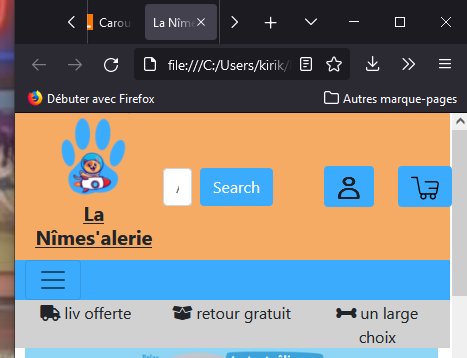 Carou
La Nîme
file:///C:/Users/kirik/
Débuter avec Firefox
Autres marque-pages
Search
La
Nîmes'alerie
liv offerte
retour gratuit
un large
choix